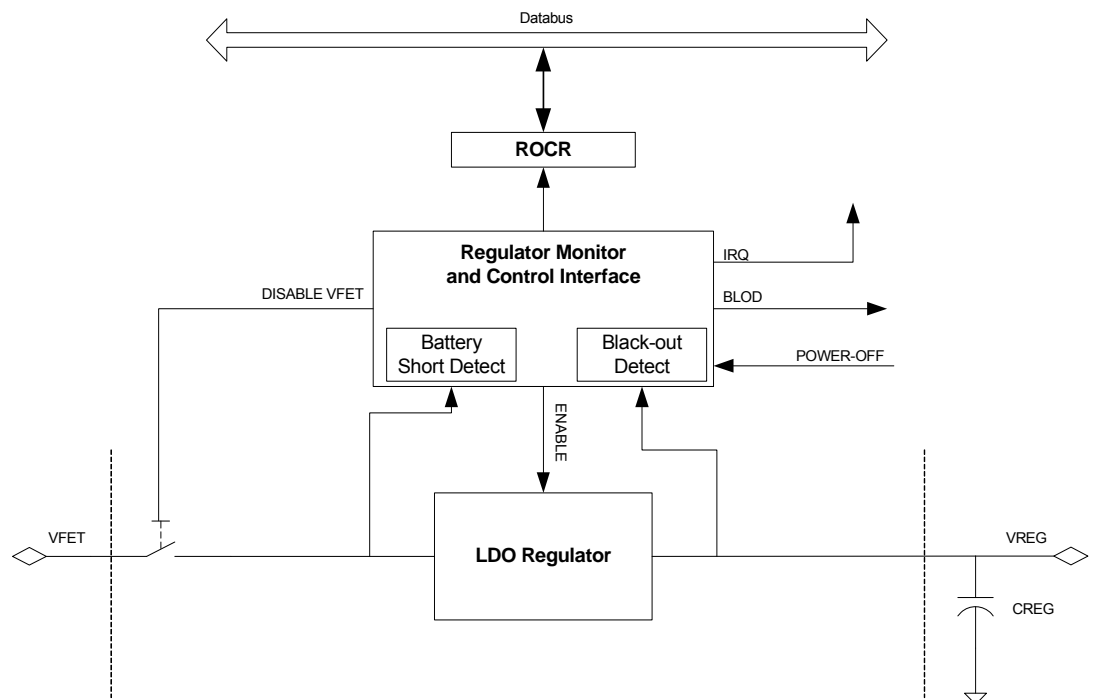 Databus
ROCR
Regulator Monitor
and Control Interface
IRQ
DISABLE VFET
BLOD
Battery
Short Detect
Black-out
Detect
POWER-OFF
ENABLE
VFET
LDO Regulator
VREG
CREG